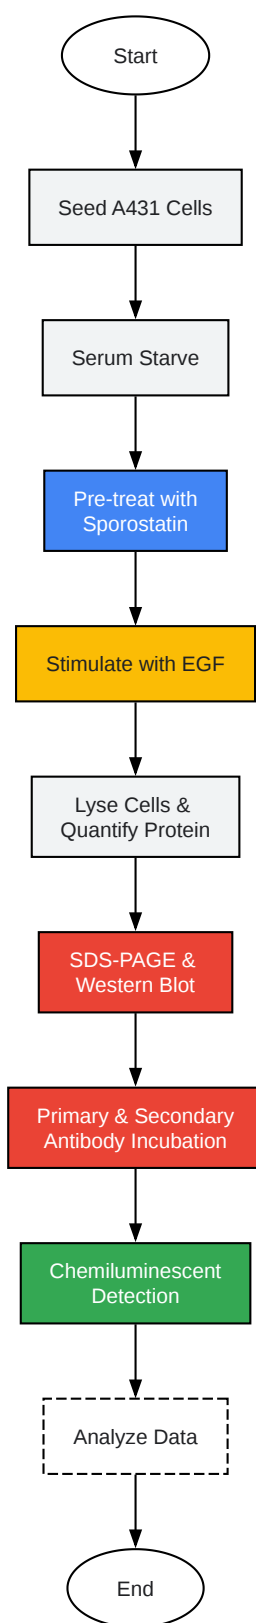 Start
Seed A431 Cells
Serum Starve
Pre-treat with
Sporostatin
Stimulate with EGF
Lyse Cells &
Quantify Protein
SDS-PAGE &
Western Blot
Primary & Secondary
Antibody Incubation
Chemiluminescent
Detection
Analyze Data
End